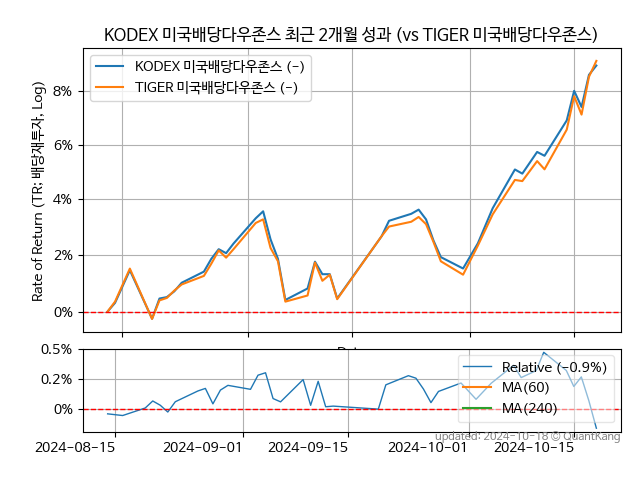 KODEX 미국배당다우존스 최근 2개월 성과 (vs TIGER 미국배당다우존스)
KODEX 미국배당다우존스 (-)
TIGER 미국배당다우존스 (-)
Rate of Return (TR: 배당재투자, Log)
8%
6%
4%
2%
0%
0.5%
0.2%
0%
Relative (-0.9%)
MA(60)
MA(240)
updated: 2024-10-18 © QuantKang
2024-08-15
2024-09-01
2024-09-15
2024-10-01
2024-10-15